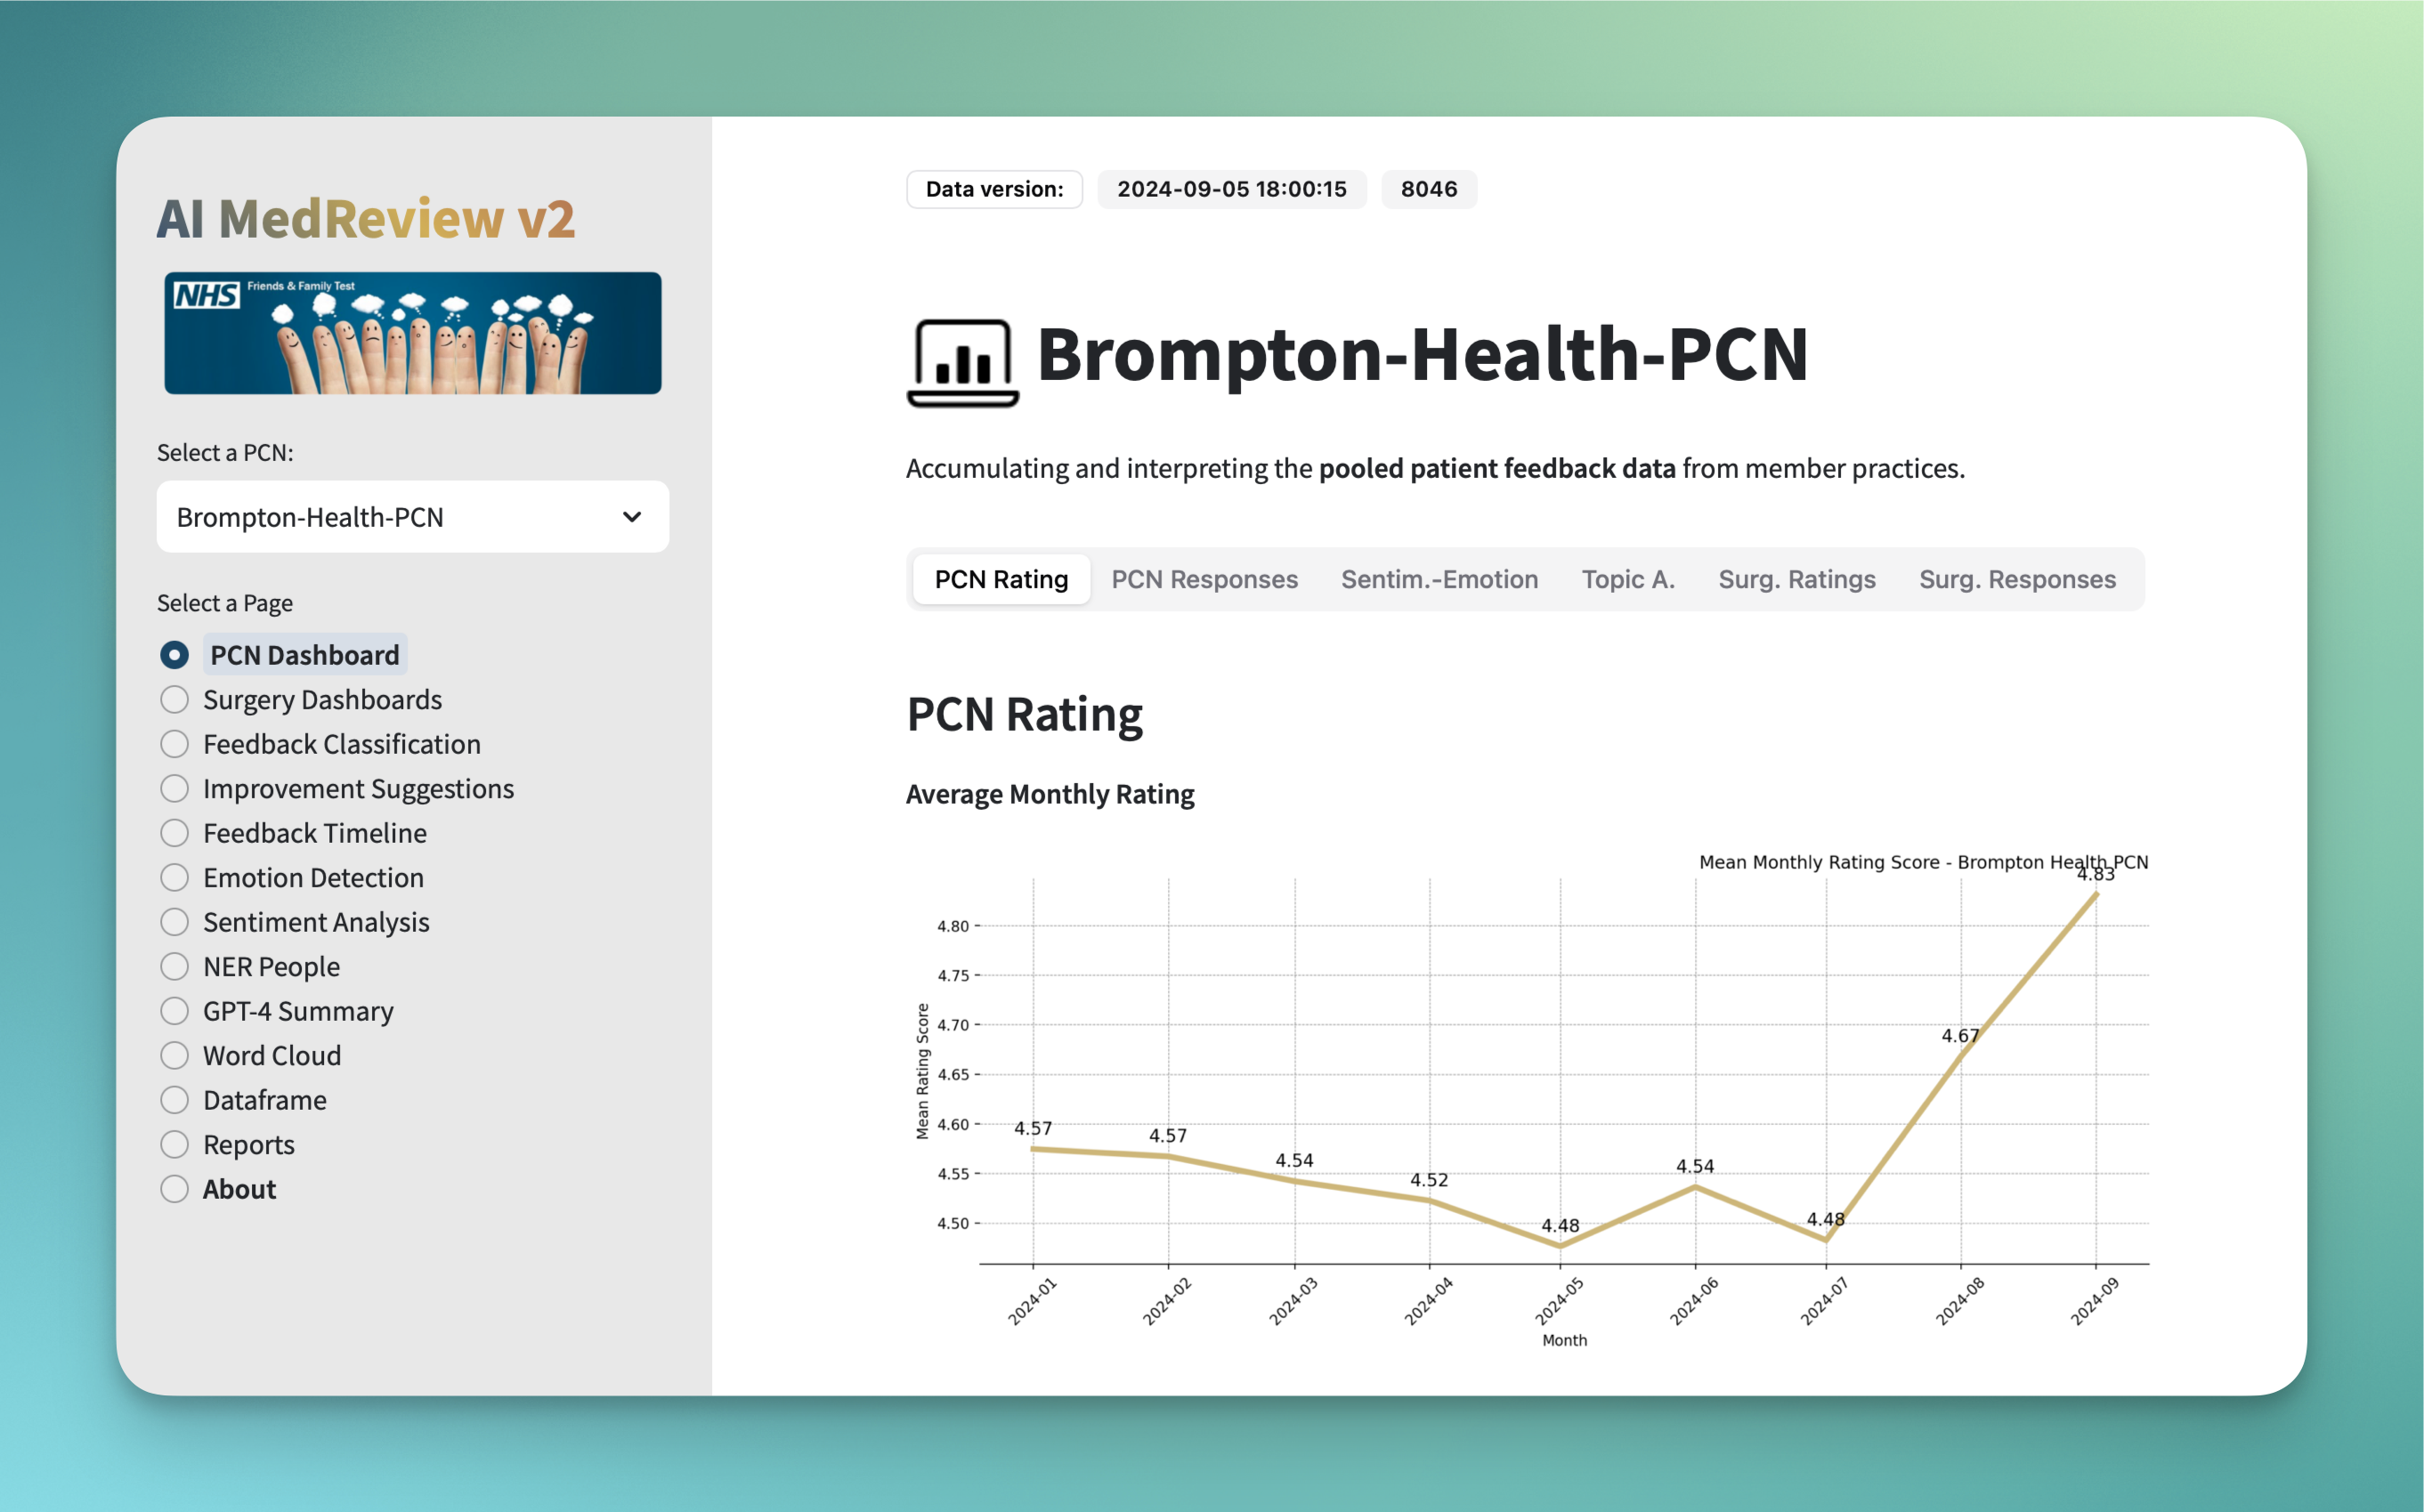 AI MedReview v2
NHS
Friends & Family Test
Select a PCN:
Brompton-Health-PCN
Select a Page
PCN Dashboard
Surgery Dashboards
Feedback Classification
Improvement Suggestions
Feedback Timeline
Emotion Detection
Sentiment Analysis
NER People
GPT-4 Summary
Word Cloud
Dataframe
Reports
About
Data version: 2024-09-05 18:00:15 8046
Brompton-Health-PCN
Accumulating and interpreting the pooled patient feedback data from member practices.
PCN Rating PCN Responses Sentim.-Emotion Topic A. Surg. Ratings Surg. Responses
PCN Rating
Average Monthly Rating
Mean Monthly Rating Score - Brompton Health PCN
Mean Rating Score
4.80
4.75
4.70
4.65
4.60
4.55
4.50
4.57
4.57
4.54
4.52
4.48
4.54
4.48
4.67
4.83
2024-01
2024-02
2024-03
2024-04
2024-05
2024-06
2024-07
2024-08
2024-09
Month